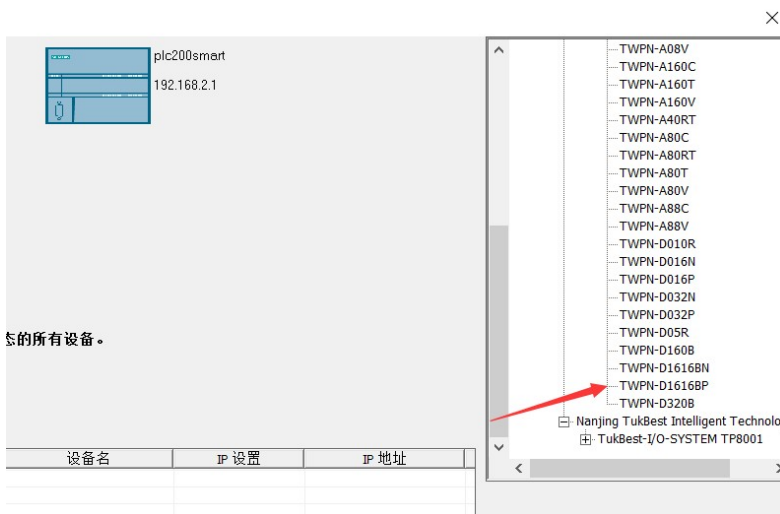 plc200smart
192.168.2.1
态的所有设备。
设备名 IP 设置 IP 地址
TWPN-A08V
TWPN-A160C
TWPN-A160T
TWPN-A160V
TWPN-A40RT
TWPN-A80C
TWPN-A80RT
TWPN-A80T
TWPN-A80V
TWPN-A88C
TWPN-A88V
TWPN-D010R
TWPN-D016N
TWPN-D016P
TWPN-D032N
TWPN-D032P
TWPN-D05R
TWPN-D160B
TWPN-D1616BN
TWPN-D1616BP
TWPN-D320B
Nanjing TukBest Intelligent Technolo
TukBest-I/O-SYSTEM TP8001